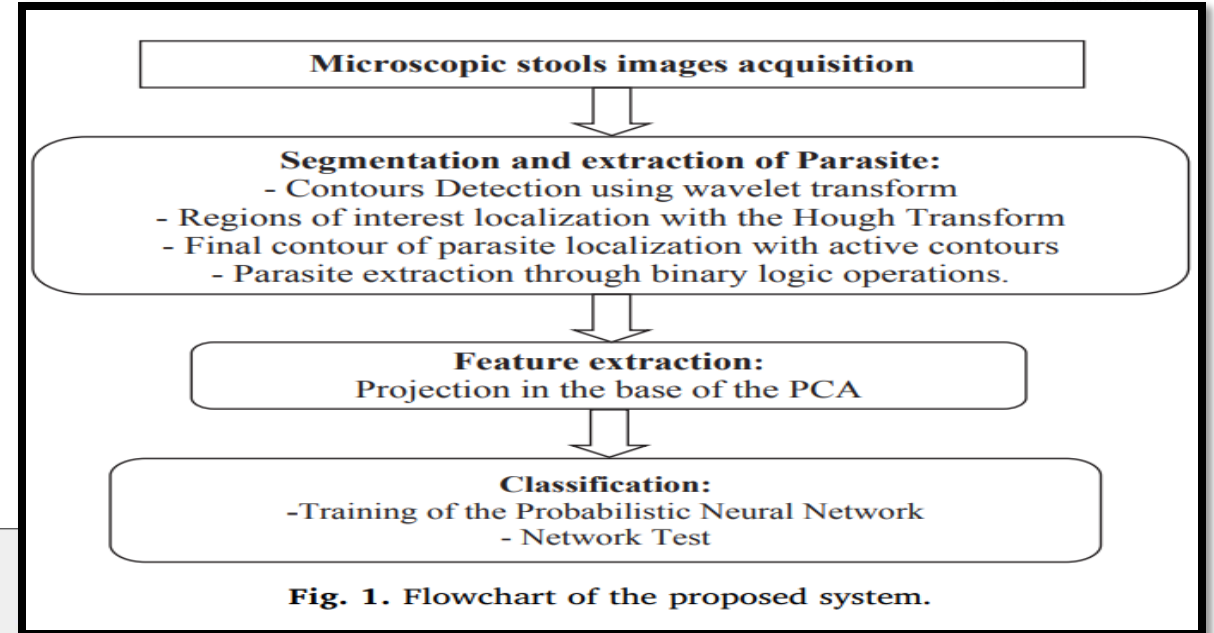 Microscopic stools images acquisition
Segmentation and extraction of Parasite:
- Contours Detection using wavelet transform
- Regions of interest localization with the Hough Transform
- Final contour of parasite localization with active contours
- Parasite extraction through binary logic operations.
Feature extraction:
Projection in the base of the PCA
Classification:
-Training of the Probabilistic Neural Network
- Network Test
Fig. 1. Flowchart of the proposed system.